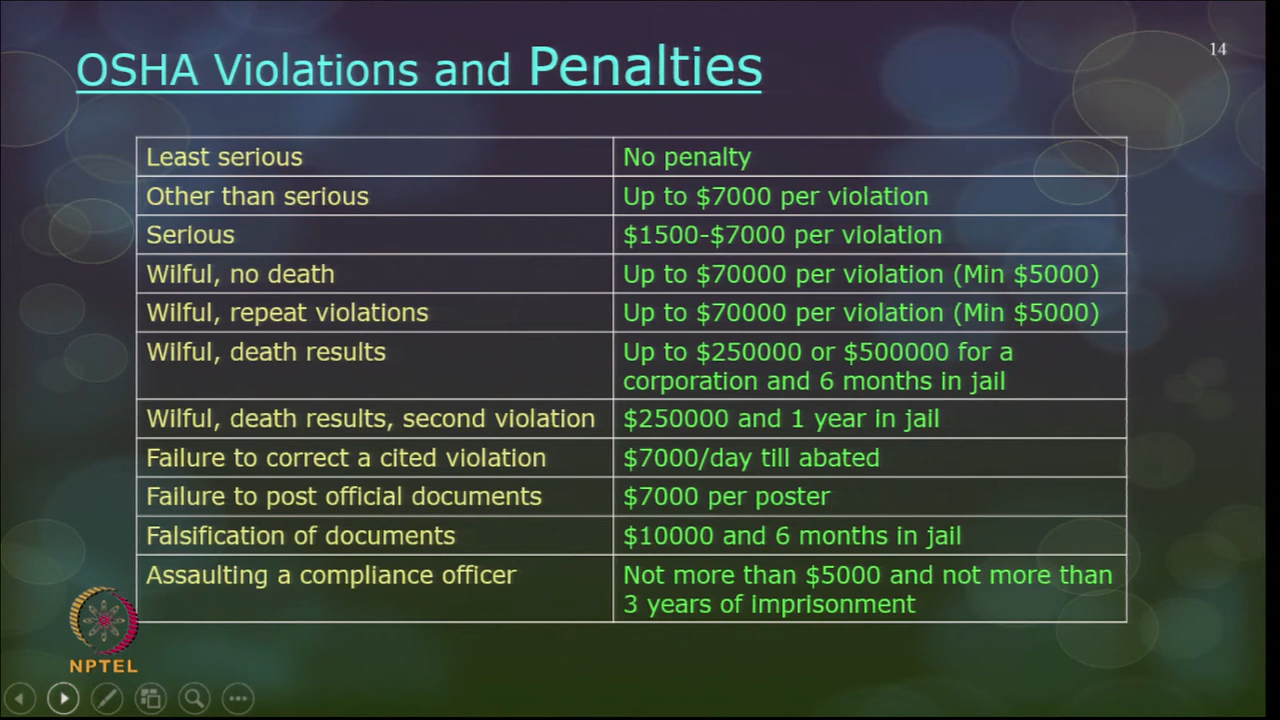 14
OSHA Violations and Penalties
Least serious No penalty
Other than serious Up to $7000 per violation
Serious $1500-$7000 per violation
Wilful, no death Up to $70000 per violation (Min $5000)
Wilful, repeat violations Up to $70000 per violation (Min $5000)
Wilful, death results Up to $250000 or $500000 for a
corporation and 6 months in jail
Wilful, death results, second violation $250000 and 1 year in jail
Failure to correct a cited violation $7000/day till abated
Failure to post official documents $7000 per poster
Falsification of documents $10000 and 6 months in jail
Assaulting a compliance officer Not more than $5000 and not more than
3 years of imprisonment
NPTEL